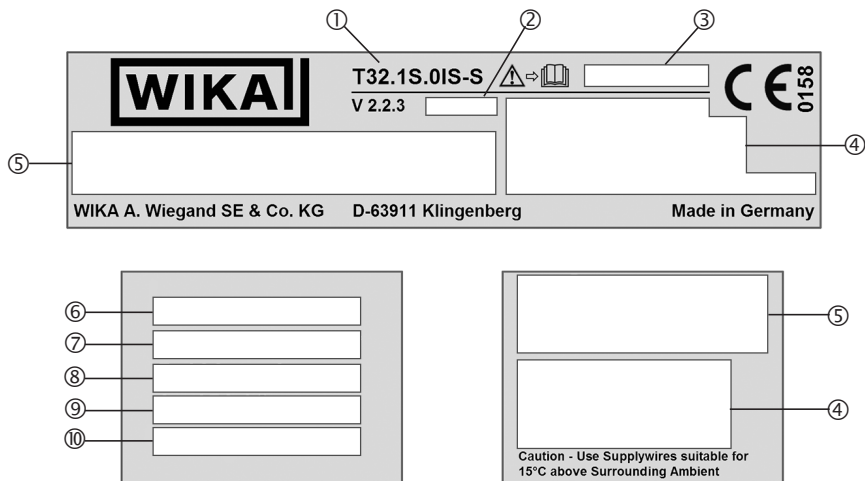 ① ② ③
WIKA T32.1S.0IS-S
V 2.2.3
0158
⑤ ④
WIKA A. Wiegand SE & Co. KG D-63911 Klingenberg Made in Germany
⑥
⑦
⑧
⑨
⑩
⑤
④
Caution - Use Supplywires suitable for
15°C above Surrounding Ambient